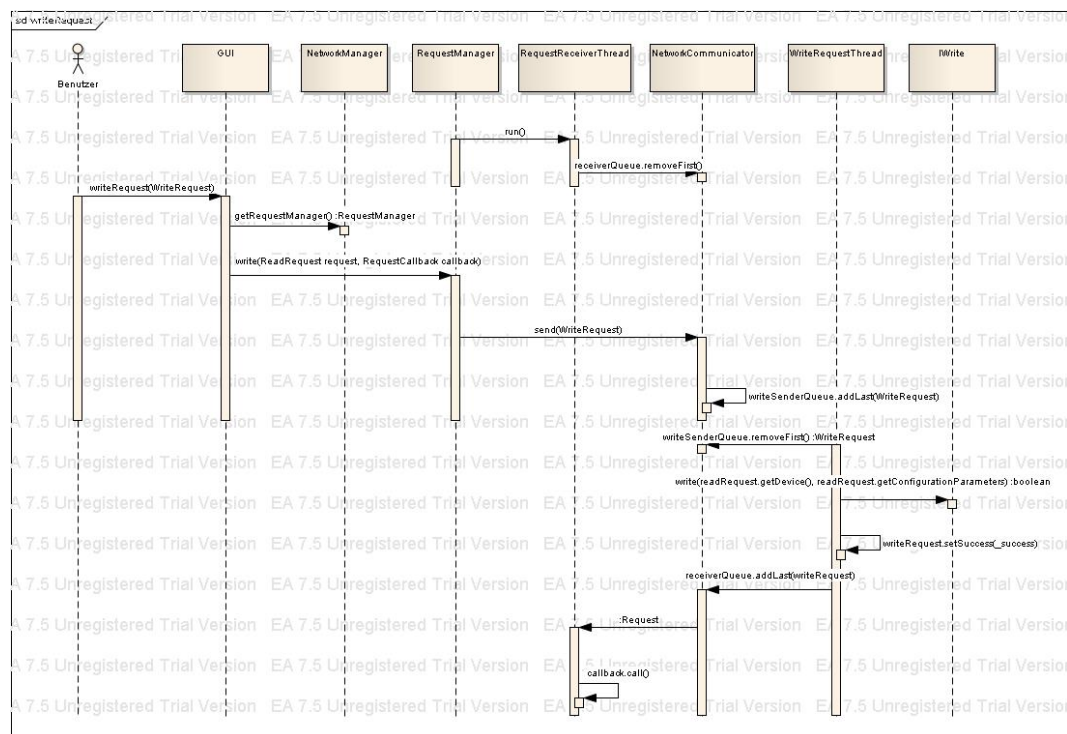 sd writeRequest
Benutzer
GUI
NetworkManager
RequestManager
RequestReceiverThread
NetworkCommunicator
WriteRequestThread
IWrite
run()
receiverQueue.removeFirst()
writeRequest(WriteRequest)
getRequestManager() :RequestManager
write(ReadRequest request, RequestCallback callback)
send(WriteRequest)
writeSenderQueue.addLast(WriteRequest)
writeSenderQueue.removeFirst() :WriteRequest
write(readRequest.getDevice(), readRequest.getConfigurationParameters) :boolean
writeRequest.setSuccess(_success)
receiverQueue.addLast(writeRequest)
:Request
callback.call()
EA 7.5 Unregistered Trial Version